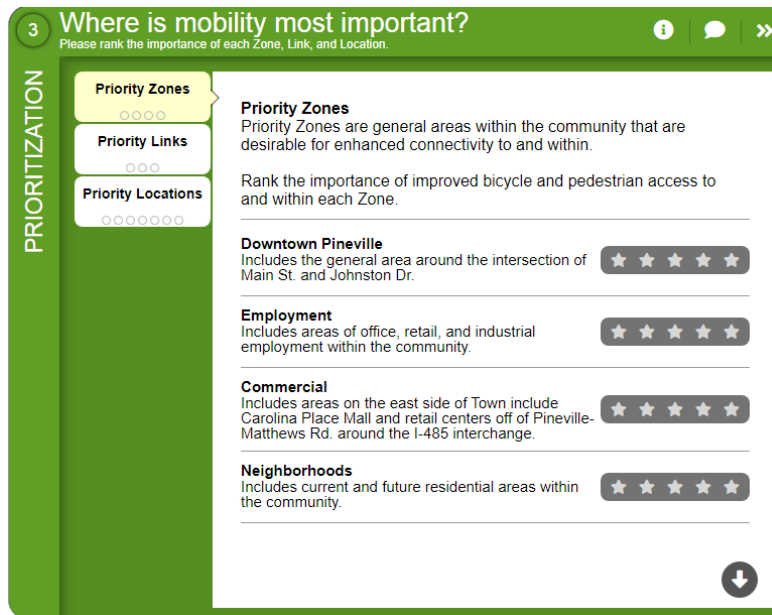 3
Where is mobility most important?
Please rank the importance of each Zone, Link, and Location.
PRIORITIZATION
Priority Zones
Priority Links
Priority Locations
Priority Zones
Priority Zones are general areas within the community that are
desirable for enhanced connectivity to and within.
Rank the importance of improved bicycle and pedestrian access to
and within each Zone.
Downtown Pineville
Includes the general area around the intersection of
Main St. and Johnston Dr.
Employment
Includes areas of office, retail, and industrial
employment within the community.
Commercial
Includes areas on the east side of Town include
Carolina Place Mall and retail centers off of Pineville-
Matthews Rd. around the I-485 interchange.
Neighborhoods
Includes current and future residential areas within
the community.